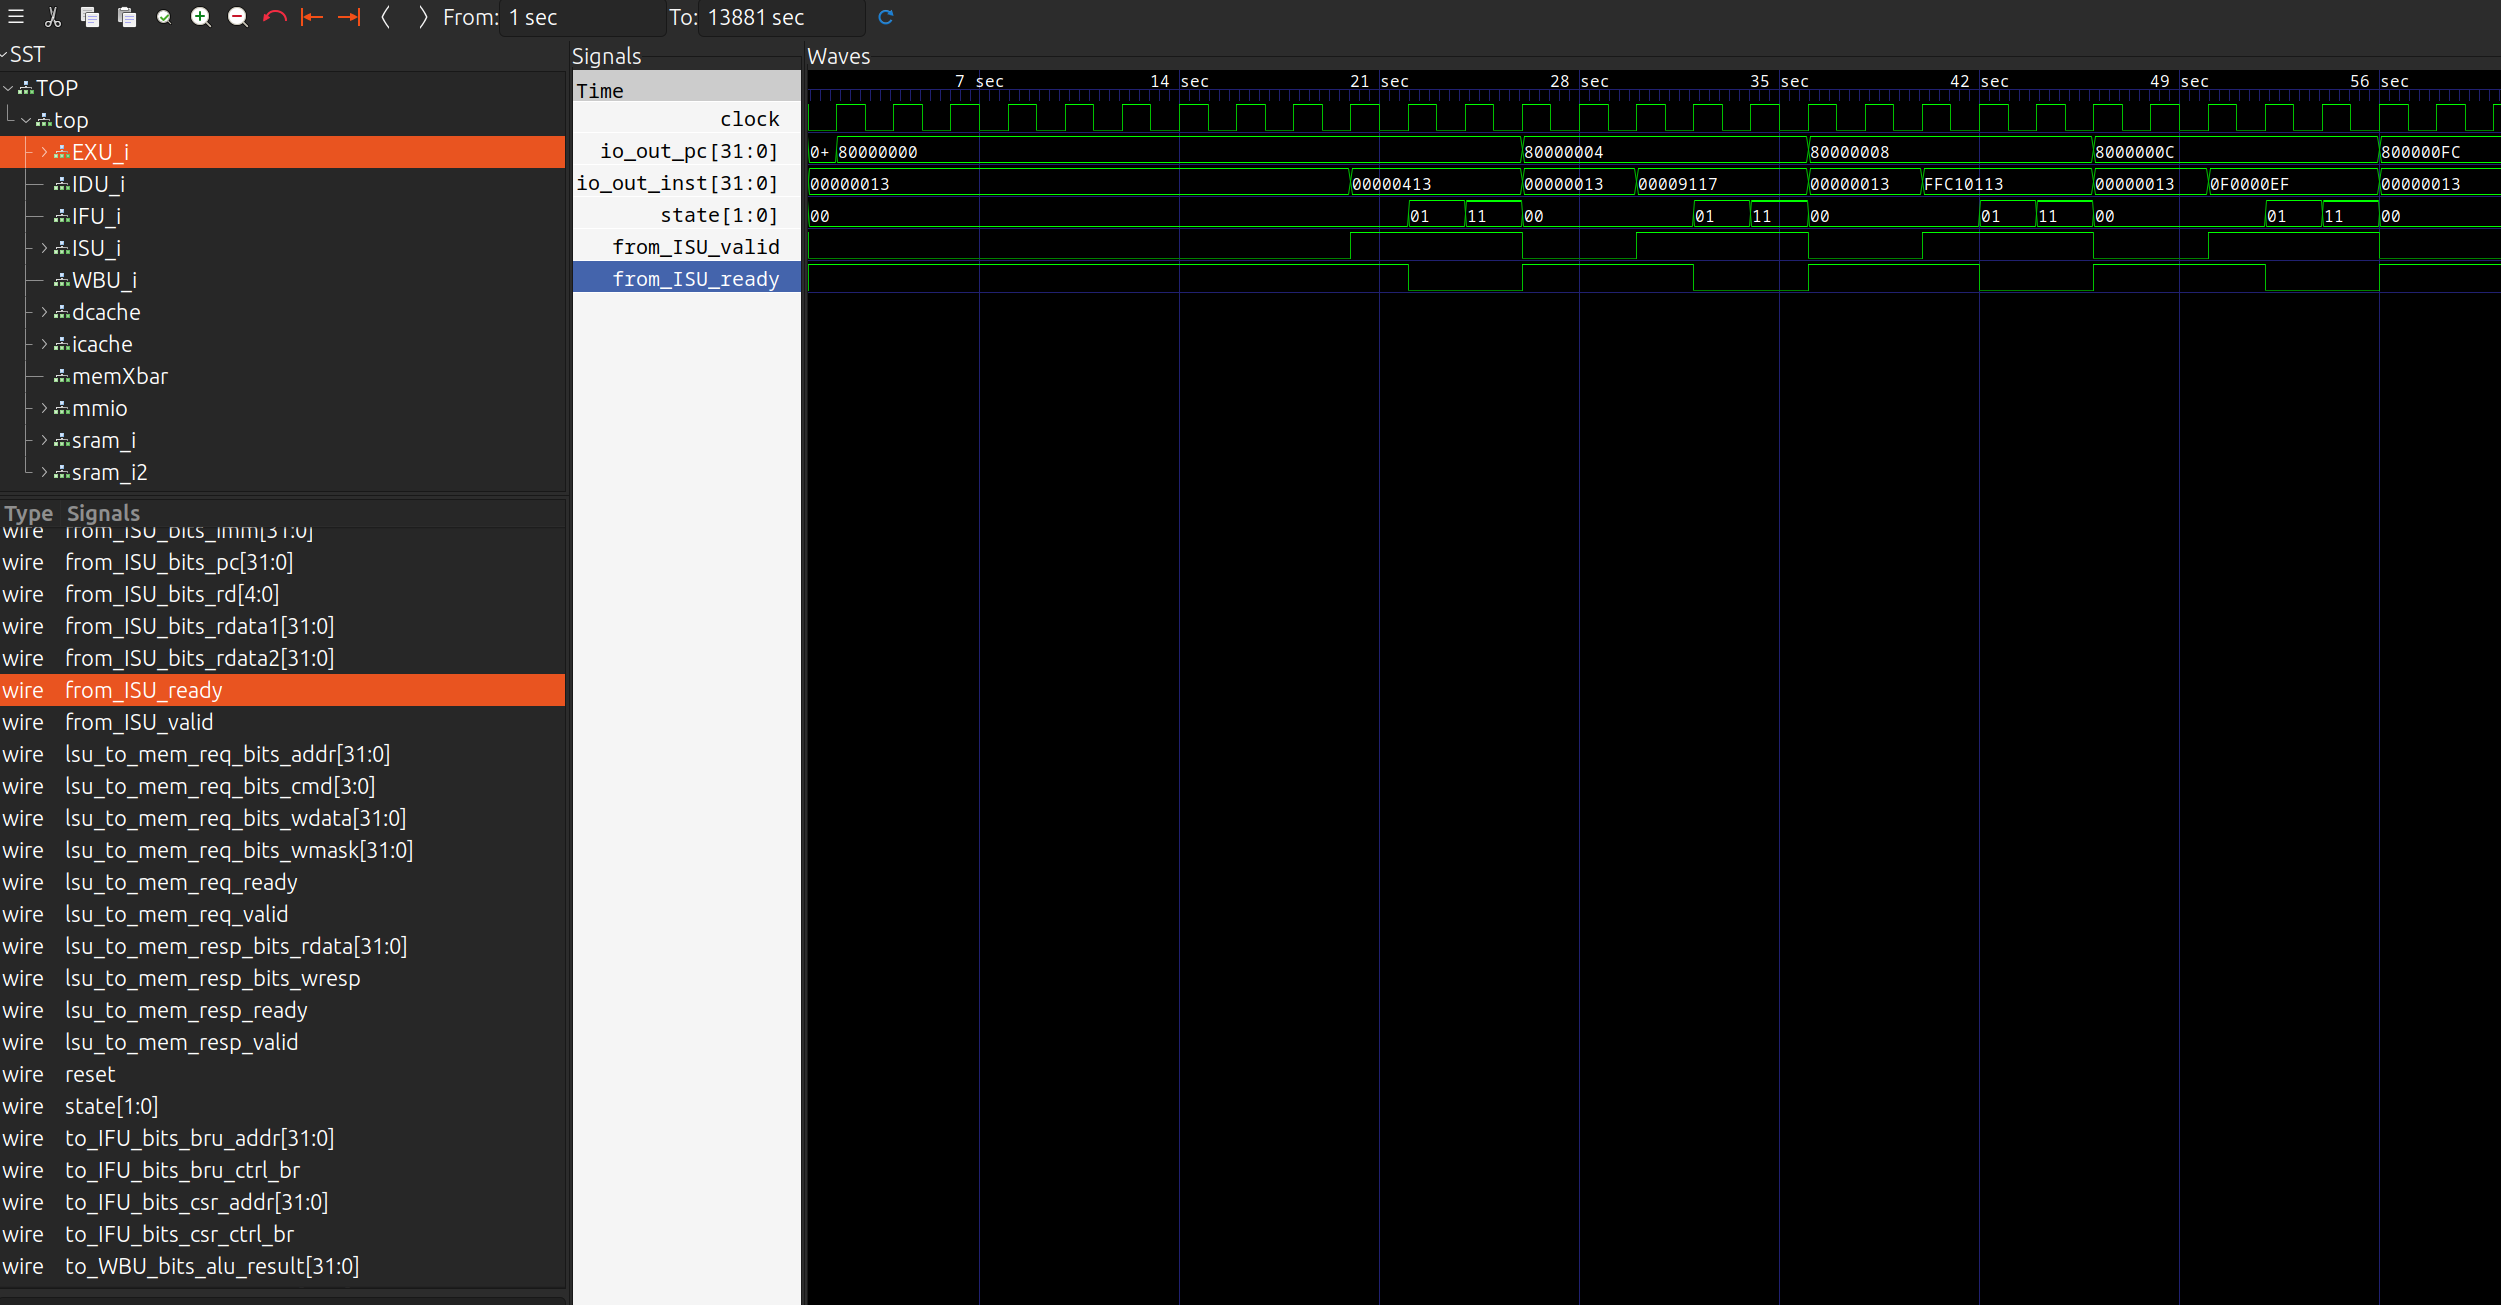 From: 1 sec To: 13881 sec
SST
TOP
top
EXU_i
IDU_i
IFU_i
ISU_i
WBU_i
dcache
icache
memXbar
mmio
sram_i
sram_i2
Type Signals
wire from_ISU_bits_imm[31:0]
wire from_ISU_bits_pc[31:0]
wire from_ISU_bits_rd[4:0]
wire from_ISU_bits_rdata1[31:0]
wire from_ISU_bits_rdata2[31:0]
wire from_ISU_ready
wire from_ISU_valid
wire lsu_to_mem_req_bits_addr[31:0]
wire lsu_to_mem_req_bits_cmd[3:0]
wire lsu_to_mem_req_bits_wdata[31:0]
wire lsu_to_mem_req_bits_wmask[31:0]
wire lsu_to_mem_req_ready
wire lsu_to_mem_req_valid
wire lsu_to_mem_resp_bits_rdata[31:0]
wire lsu_to_mem_resp_bits_wresp
wire lsu_to_mem_resp_ready
wire lsu_to_mem_resp_valid
wire reset
wire state[1:0]
wire to_IFU_bits_bru_addr[31:0]
wire to_IFU_bits_bru_ctrl_br
wire to_IFU_bits_csr_addr[31:0]
wire to_IFU_bits_csr_ctrl_br
wire to_WBU_bits_alu_result[31:0]
Signals
Time
clock
io_out_pc[31:0]
io_out_inst[31:0]
state[1:0]
from_ISU_valid
from_ISU_ready
Waves
7 sec 14 sec 21 sec 28 sec 35 sec 42 sec 49 sec 56 sec
0+ 80000000 80000004 80000008 8000000C 800000FC
00000013 00000413 00000013 00009117 00000013 FFC10113 00000013 0F0000EF 00000013
00 01 11 00 01 11 00 01 11 00 01 11 00